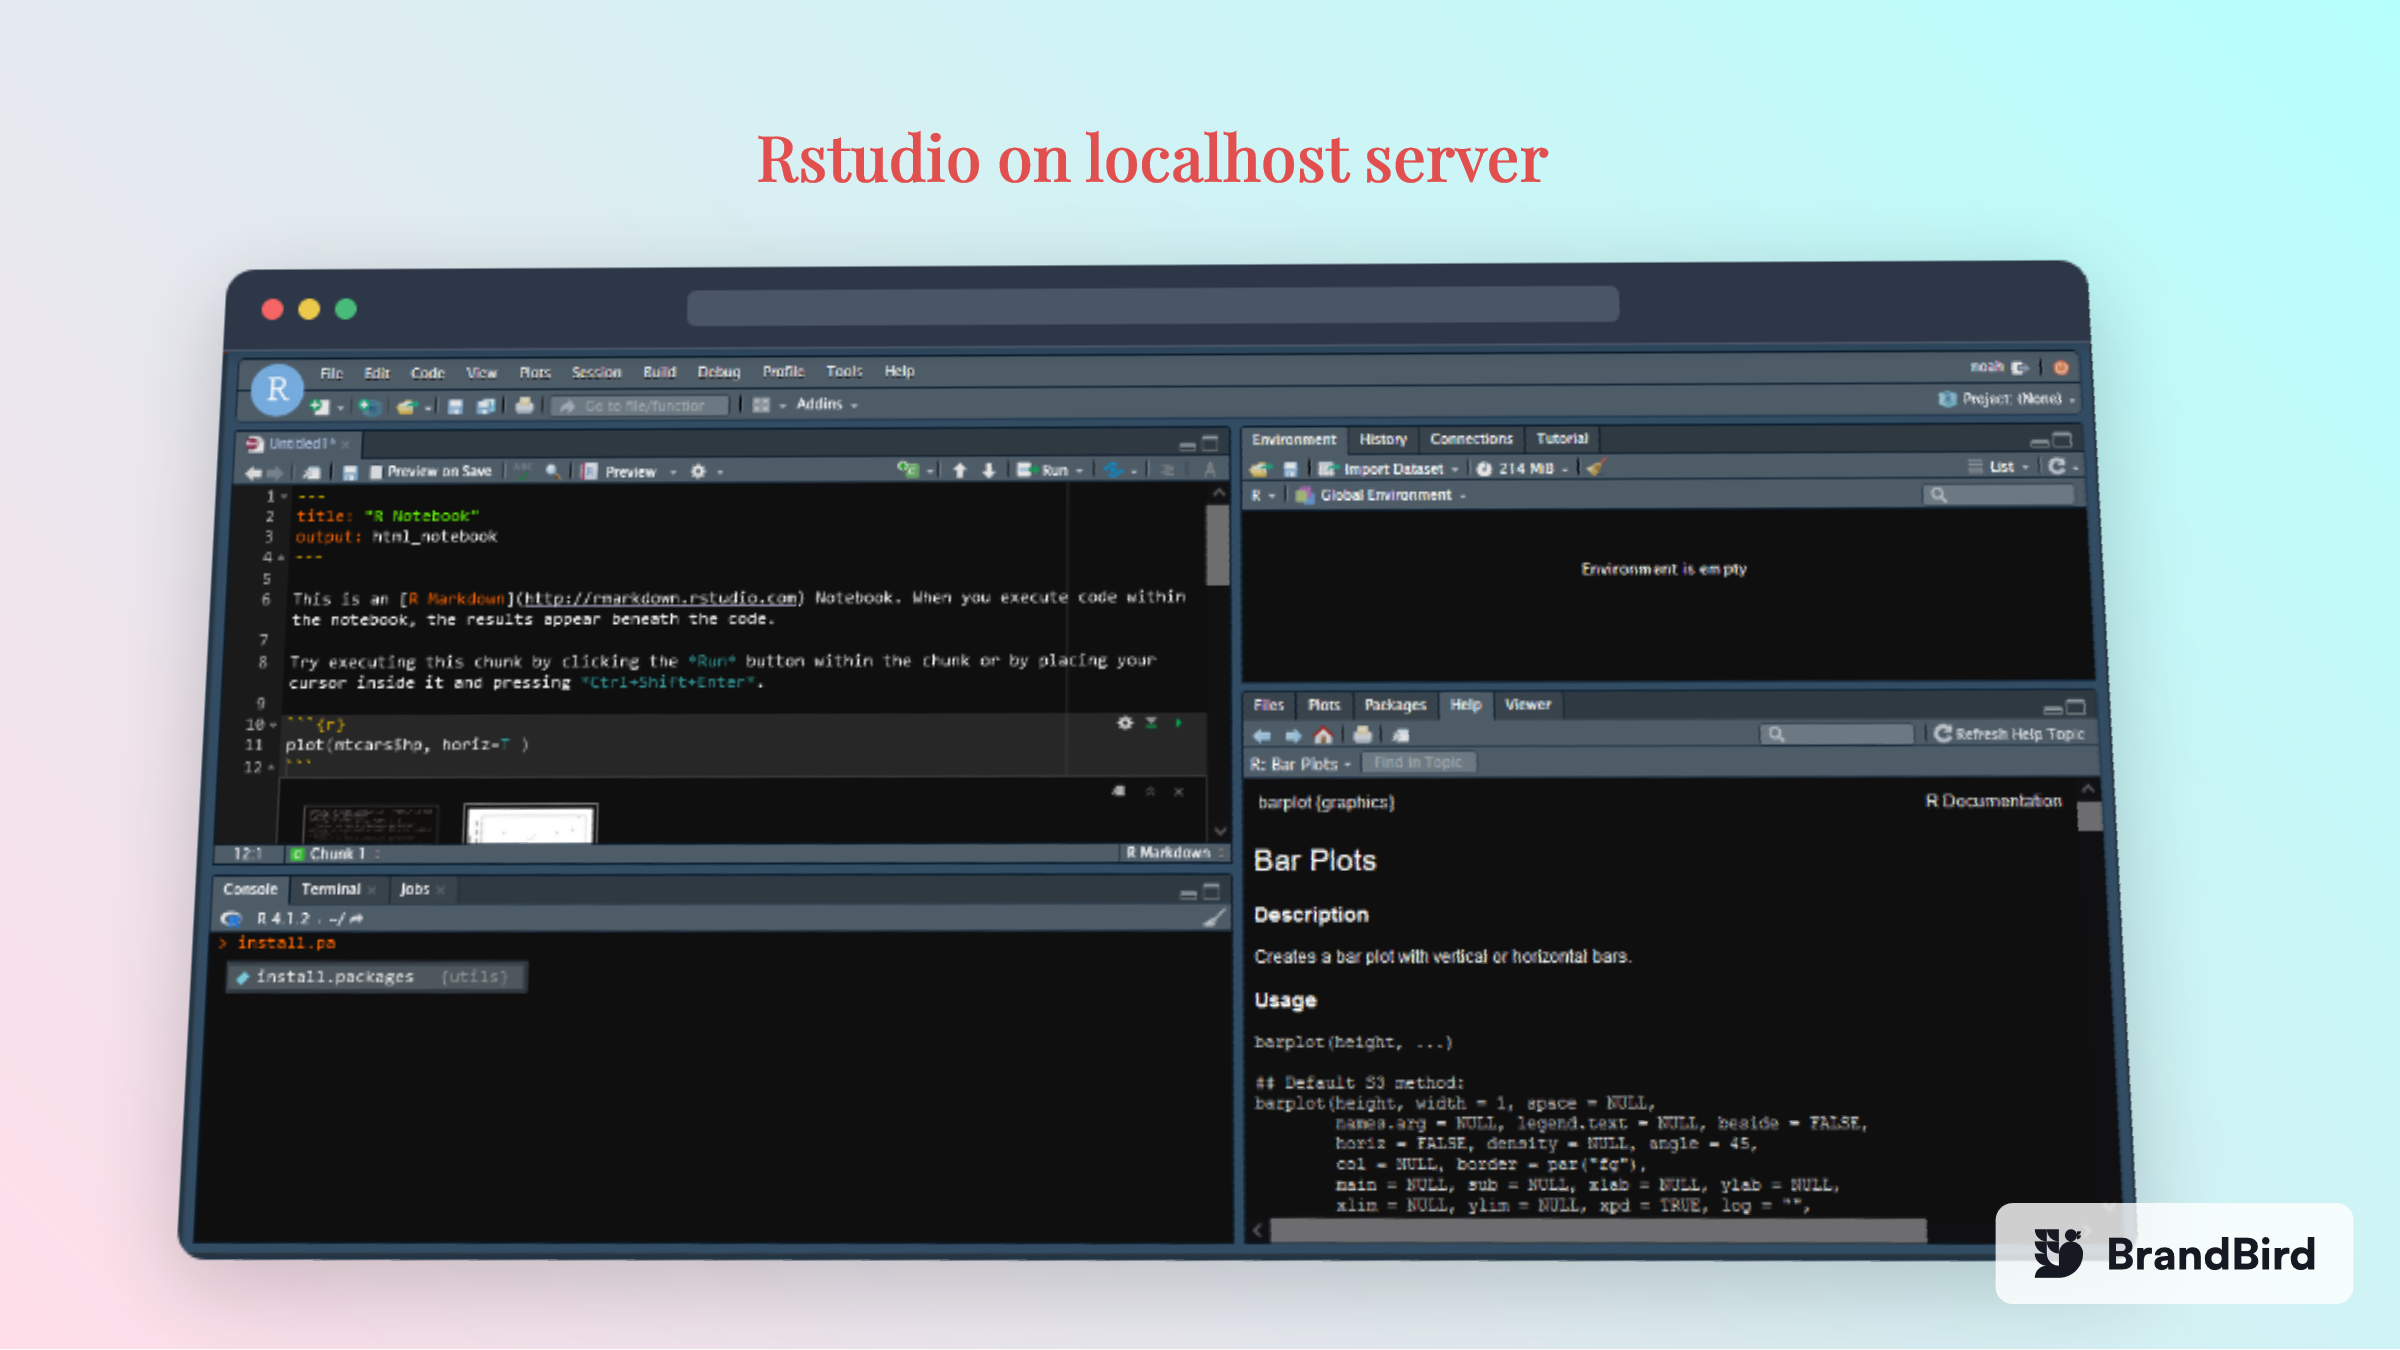 Rstudio on localhost server
File Edit Code View Plots Session Build Debug Profile Tools Help
noah
Go to file/function
Addins
Project: (None)
Untitled1*
Preview on Save
Preview
Run
1 ---
2 title: "R Notebook"
3 output: html_notebook
4 ---
5
6 This is an [R Markdown](http://rmarkdown.rstudio.com) Notebook. When you execute code within
the notebook, the results appear beneath the code.
7
8 Try executing this chunk by clicking the *Run* button within the chunk or by placing your
cursor inside it and pressing *Ctrl+Shift+Enter*.
9
10 ```{r}
11 plot(mtcars$hp, horiz=T )
12 ```
12:1 Chunk 1 R Markdown
Console Terminal Jobs
R 4.1.2 . ~/
> install.pa
install.packages {utils}
Environment History Connections Tutorial
Import Dataset 214 MiB List
R Global Environment
Environment is empty
Files Plots Packages Help Viewer
Refresh Help Topic
R: Bar Plots Find in Topic
barplot {graphics} R Documentation
Bar Plots
Description
Creates a bar plot with vertical or horizontal bars.
Usage
barplot(height, ...)
## Default S3 method:
barplot(height, width = 1, space = NULL,
names.arg = NULL, legend.text = NULL, beside = FALSE,
horiz = FALSE, density = NULL, angle = 45,
col = NULL, border = par("fg"),
main = NULL, sub = NULL, xlab = NULL, ylab = NULL,
xlim = NULL, ylim = NULL, xpd = TRUE, log = "",
BrandBird